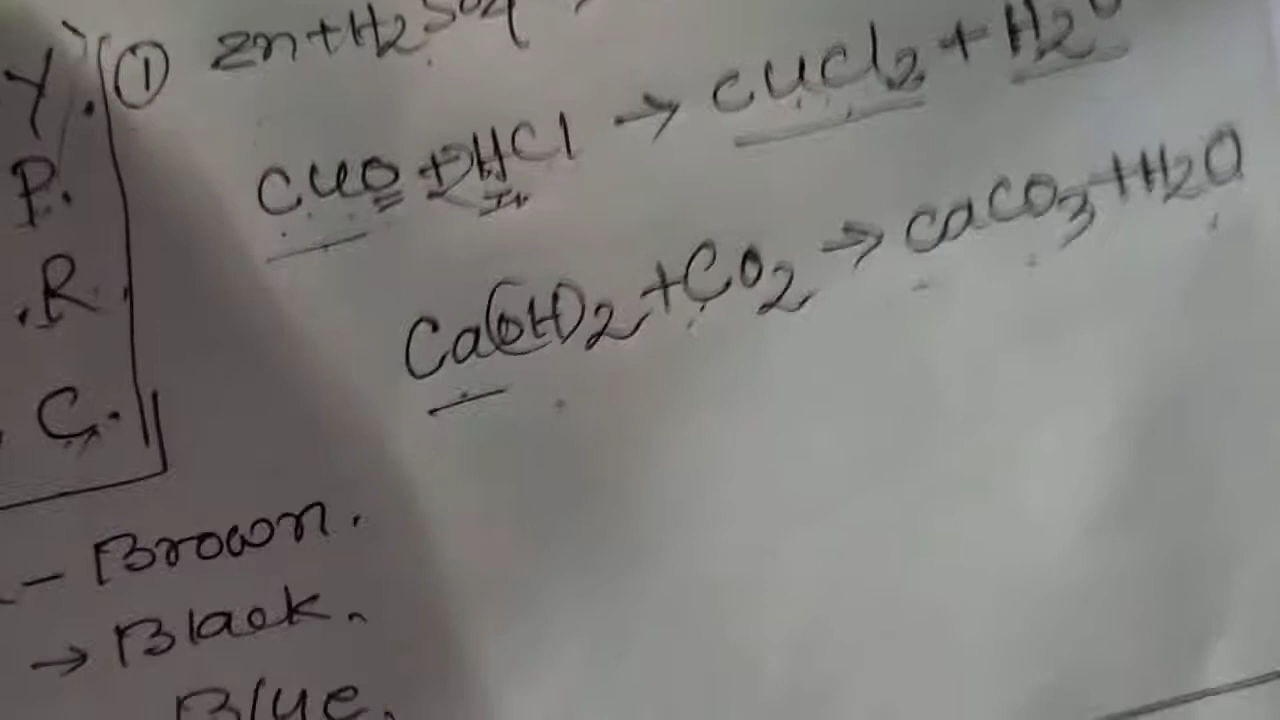 Y. ① Zn+H2SO4
P. CuO+2HCl → CuCl2+H2O
.R. Ca(OH)2+CO2 → CaCO3+H2O
C.
- Brown.
→ Black.
Blue.